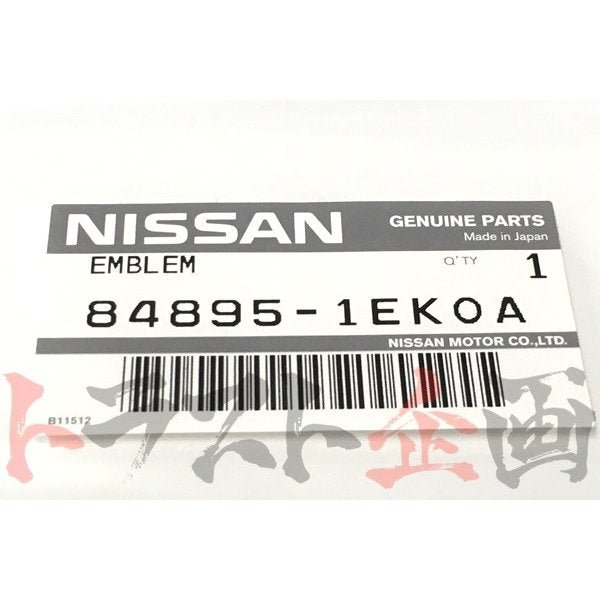 NISSAN
GENUINE PARTS
Made in Japan
EMBLEM
Q'TY 1
84895-1EK0A
NISSAN MOTOR CO.,LTD.
B11512
トラスト企画